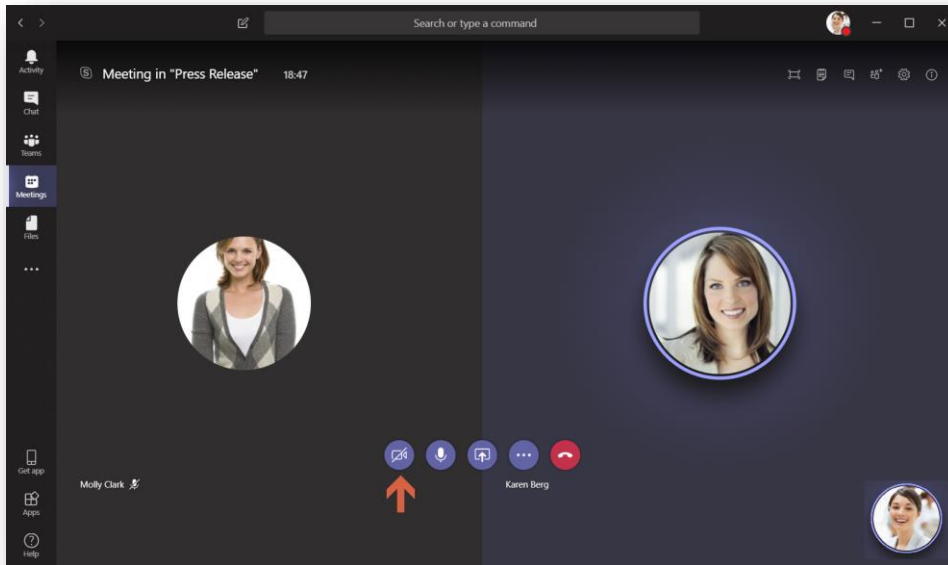 Search or type a command
Activity
Meeting in "Press Release" 18:47
Chat
Teams
Meetings
Files
Get app
Molly Clark
Karen Berg
Apps
Help